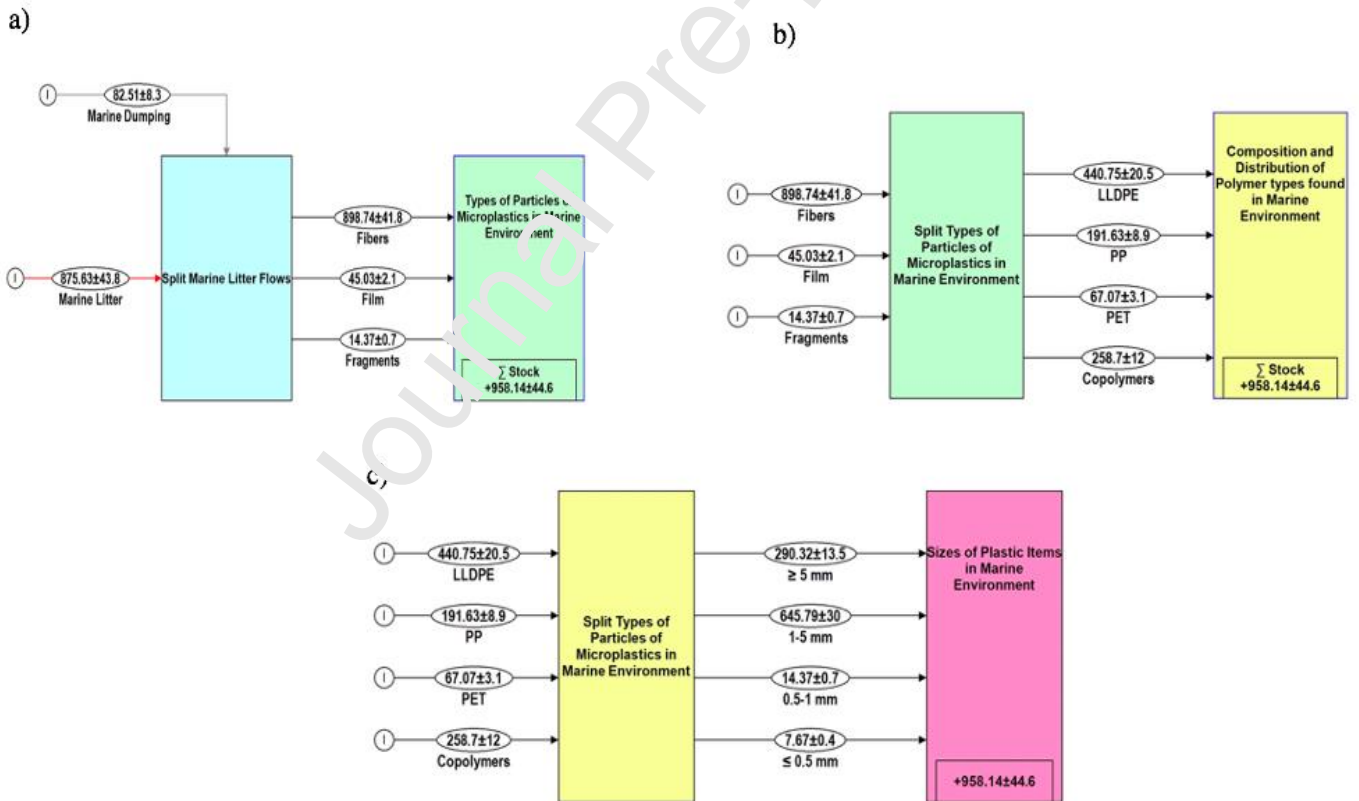 a)
b)
Journal Pre-
I
82.51±8.3
Marine Dumping
I
875.63±43.8
Marine Litter
Split Marine Litter Flows
898.74±41.8
Fibers
45.03±2.1
Film
14.37±0.7
Fragments
Types of Particles
Microplastics in Marine
Environment
∑ Stock
+958.14±44.6
I
898.74±41.8
Fibers
I
45.03±2.1
Film
I
14.37±0.7
Fragments
Split Types of
Particles of
Microplastics in
Marine Environment
440.75±20.5
LLDPE
191.63±8.9
PP
67.07±3.1
PET
258.7±12
Copolymers
Composition and
Distribution of
Polymer types found
in Marine
Environment
∑ Stock
+958.14±44.6
c)
I
440.75±20.5
LLDPE
I
191.63±8.9
PP
I
67.07±3.1
PET
I
258.7±12
Copolymers
Split Types of
Particles of
Microplastics in
Marine Environment
290.32±13.5
≥ 5 mm
645.79±30
1-5 mm
14.37±0.7
0.5-1 mm
7.67±0.4
≤ 0.5 mm
Sizes of Plastic Items
in Marine
Environment
+958.14±44.6